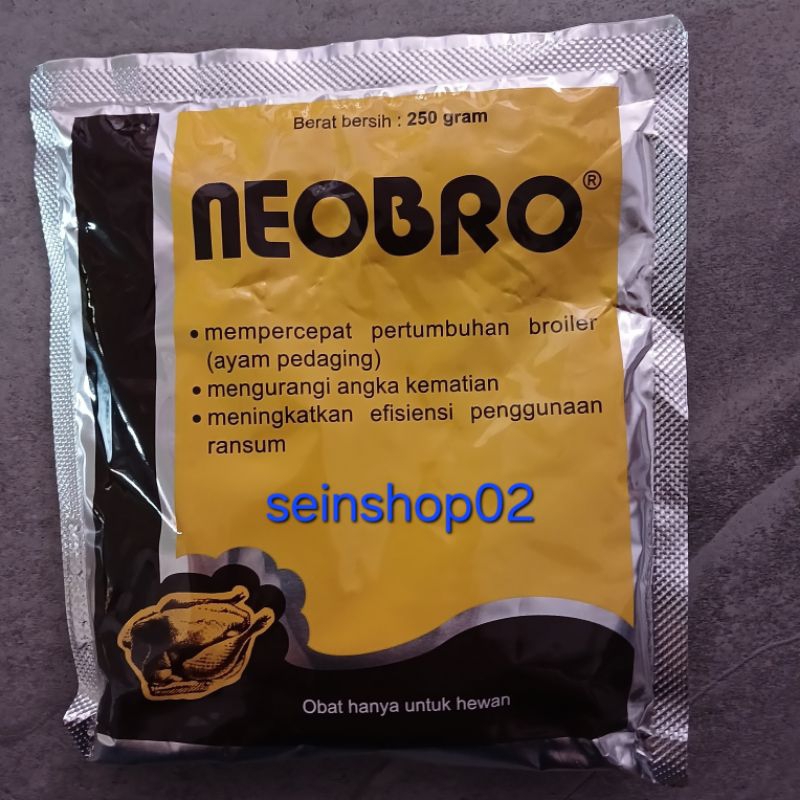 Berat bersih : 250 gram
NEOBRO®
• mempercepat pertumbuhan broiler
(ayam pedaging)
• mengurangi angka kematian
• meningkatkan efisiensi penggunaan
ransum
seinshop02
Obat hanya untuk hewan